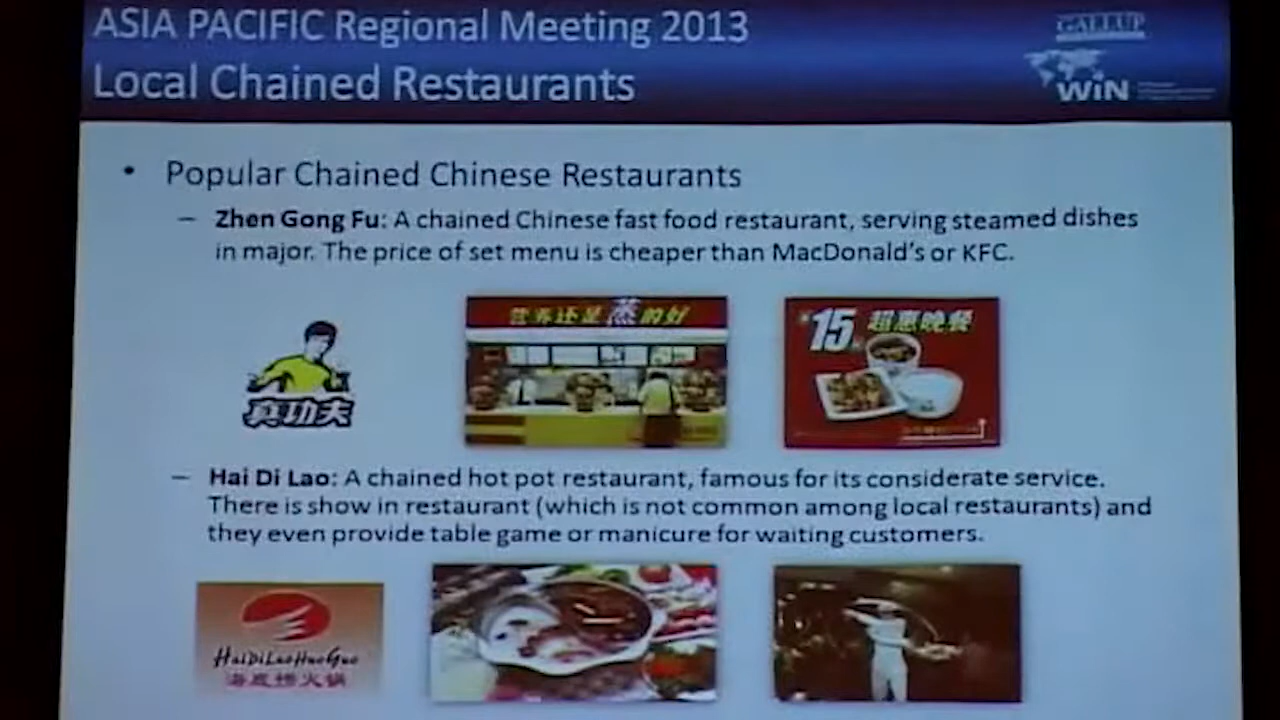 ASIA PACIFIC Regional Meeting 2013
GALLUP
Local Chained Restaurants
WiN
• Popular Chained Chinese Restaurants
– Zhen Gong Fu: A chained Chinese fast food restaurant, serving steamed dishes
in major. The price of set menu is cheaper than MacDonald's or KFC.
营养还是蒸的好
¥15 超惠晚餐
真功夫
– Hai Di Lao: A chained hot pot restaurant, famous for its considerate service.
There is show in restaurant (which is not common among local restaurants) and
they even provide table game or manicure for waiting customers.
HaiDiLaoHuoGuo
海底捞火锅